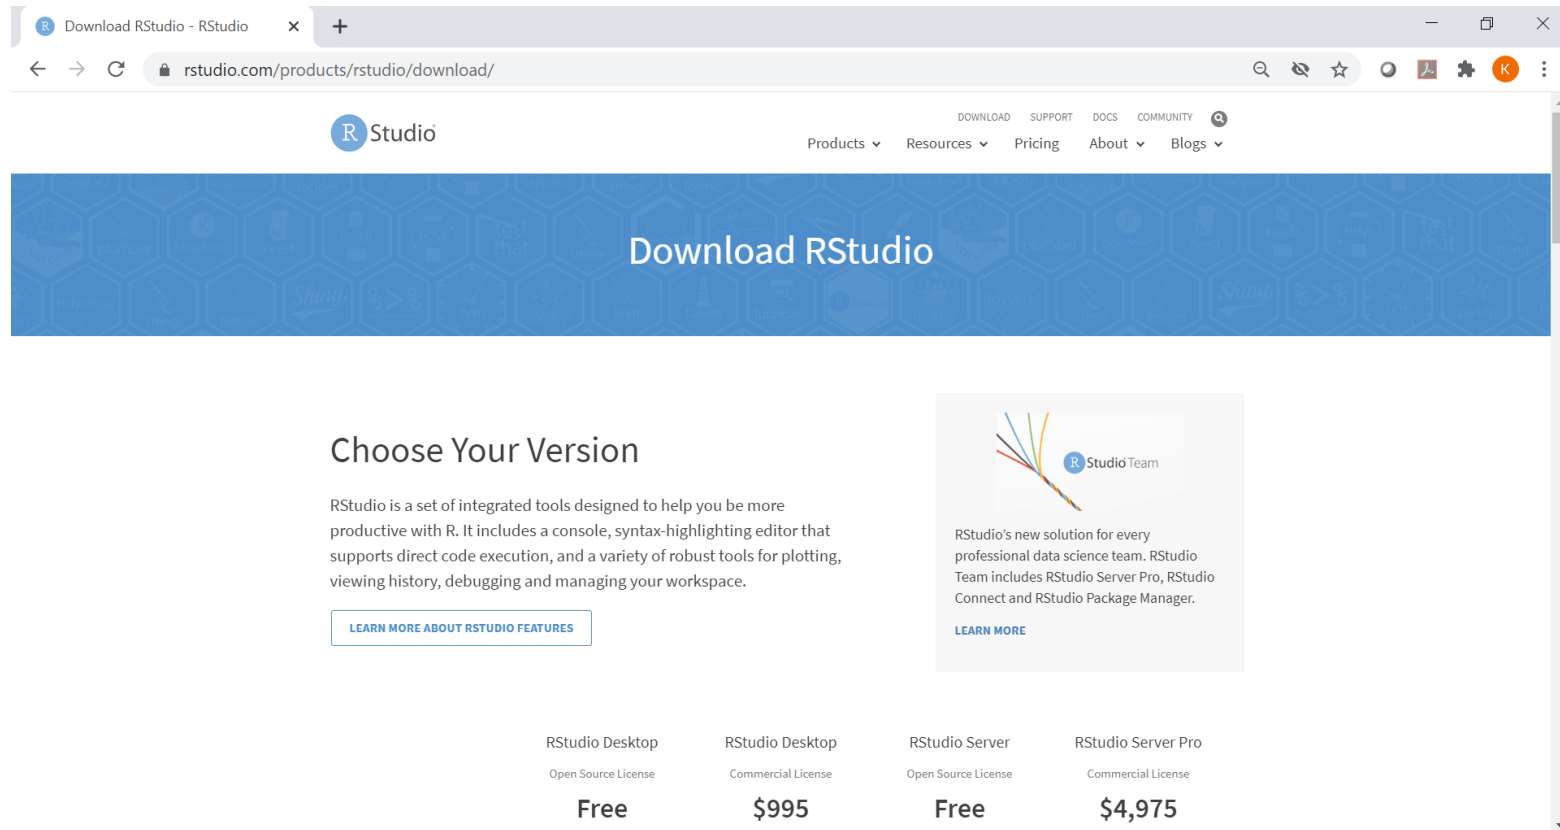 Download RStudio - RStudio
rstudio.com/products/rstudio/download/
K
R Studio
DOWNLOAD SUPPORT DOCS COMMUNITY
Products Resources Pricing About Blogs
Download RStudio
Choose Your Version
RStudio is a set of integrated tools designed to help you be more
productive with R. It includes a console, syntax-highlighting editor that
supports direct code execution, and a variety of robust tools for plotting,
viewing history, debugging and managing your workspace.
LEARN MORE ABOUT RSTUDIO FEATURES
R Studio Team
RStudio's new solution for every
professional data science team. RStudio
Team includes RStudio Server Pro, RStudio
Connect and RStudio Package Manager.
LEARN MORE
RStudio Desktop RStudio Desktop RStudio Server RStudio Server Pro
Open Source License Commercial License Open Source License Commercial License
Free $995 Free $4,975